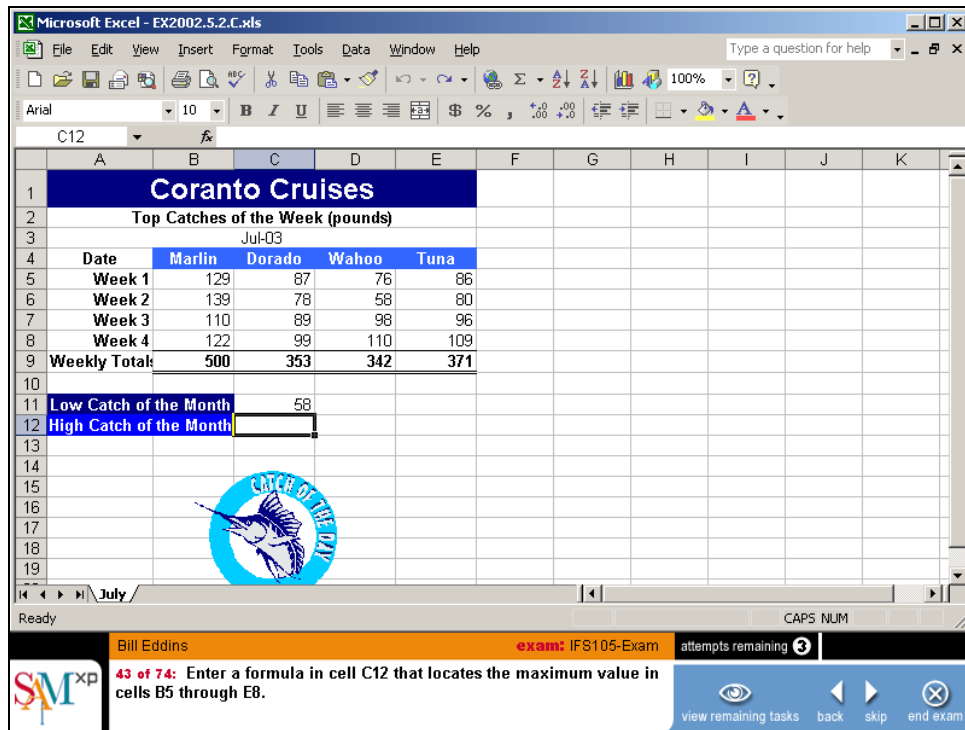 Microsoft Excel - EX2002.5.2.C.xls
File Edit View Insert Format Tools Data Window Help Type a question for help
100%
Arial 10 B I U $ % ,
C12 fx
A B C D E F G H I J K
1 Coranto Cruises
2 Top Catches of the Week (pounds)
3 Jul-03
4 Date Marlin Dorado Wahoo Tuna
5 Week 1 129 87 76 86
6 Week 2 139 78 58 80
7 Week 3 110 89 98 96
8 Week 4 122 99 110 109
9 Weekly Totals 500 353 342 371
10
11 Low Catch of the Month 58
12 High Catch of the Month
13
14
15
16
17
18
19
CATCH OF THE DAY
July
Ready CAPS NUM
Bill Eddins exam: IFS105-Exam attempts remaining 3
SAM XP
43 of 74: Enter a formula in cell C12 that locates the maximum value in
cells B5 through E8.
view remaining tasks back skip end exam